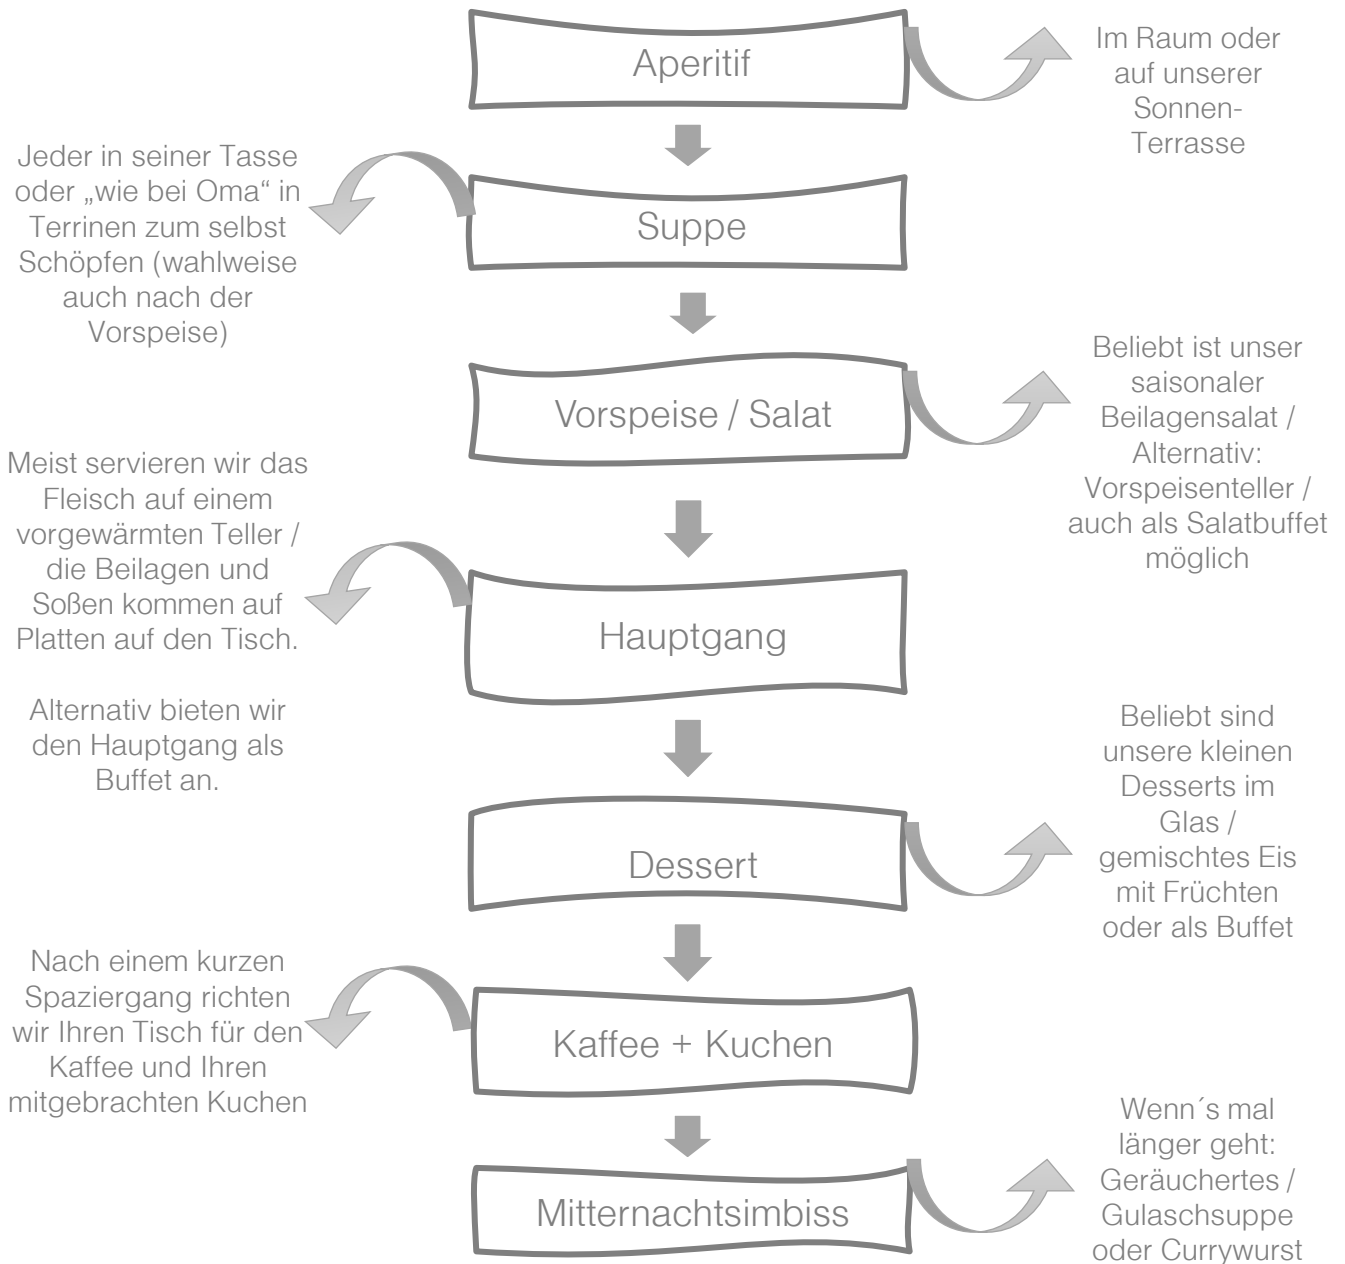 Aperitif
Im Raum oder
auf unserer
Sonnen-
Terrasse
Jeder in seiner Tasse
oder „wie bei Oma“ in
Terrinen zum selbst
Schöpfen (wahlweise
auch nach der
Vorspeise)
Suppe
Vorspeise / Salat
Beliebt ist unser
saisonaler
Beilagensalat /
Alternativ:
Vorspeisenteller /
auch als Salatbuffet
möglich
Meist servieren wir das
Fleisch auf einem
vorgewärmten Teller /
die Beilagen und
Soßen kommen auf
Platten auf den Tisch.
Alternativ bieten wir
den Hauptgang als
Buffet an.
Hauptgang
Dessert
Beliebt sind
unsere kleinen
Desserts im
Glas /
gemischtes Eis
mit Früchten
oder als Buffet
Nach einem kurzen
Spaziergang richten
wir Ihren Tisch für den
Kaffee und Ihren
mitgebrachten Kuchen
Kaffee + Kuchen
Mitternachtsimbiss
Wenn´s mal
länger geht:
Geräuchertes /
Gulaschsuppe
oder Currywurst